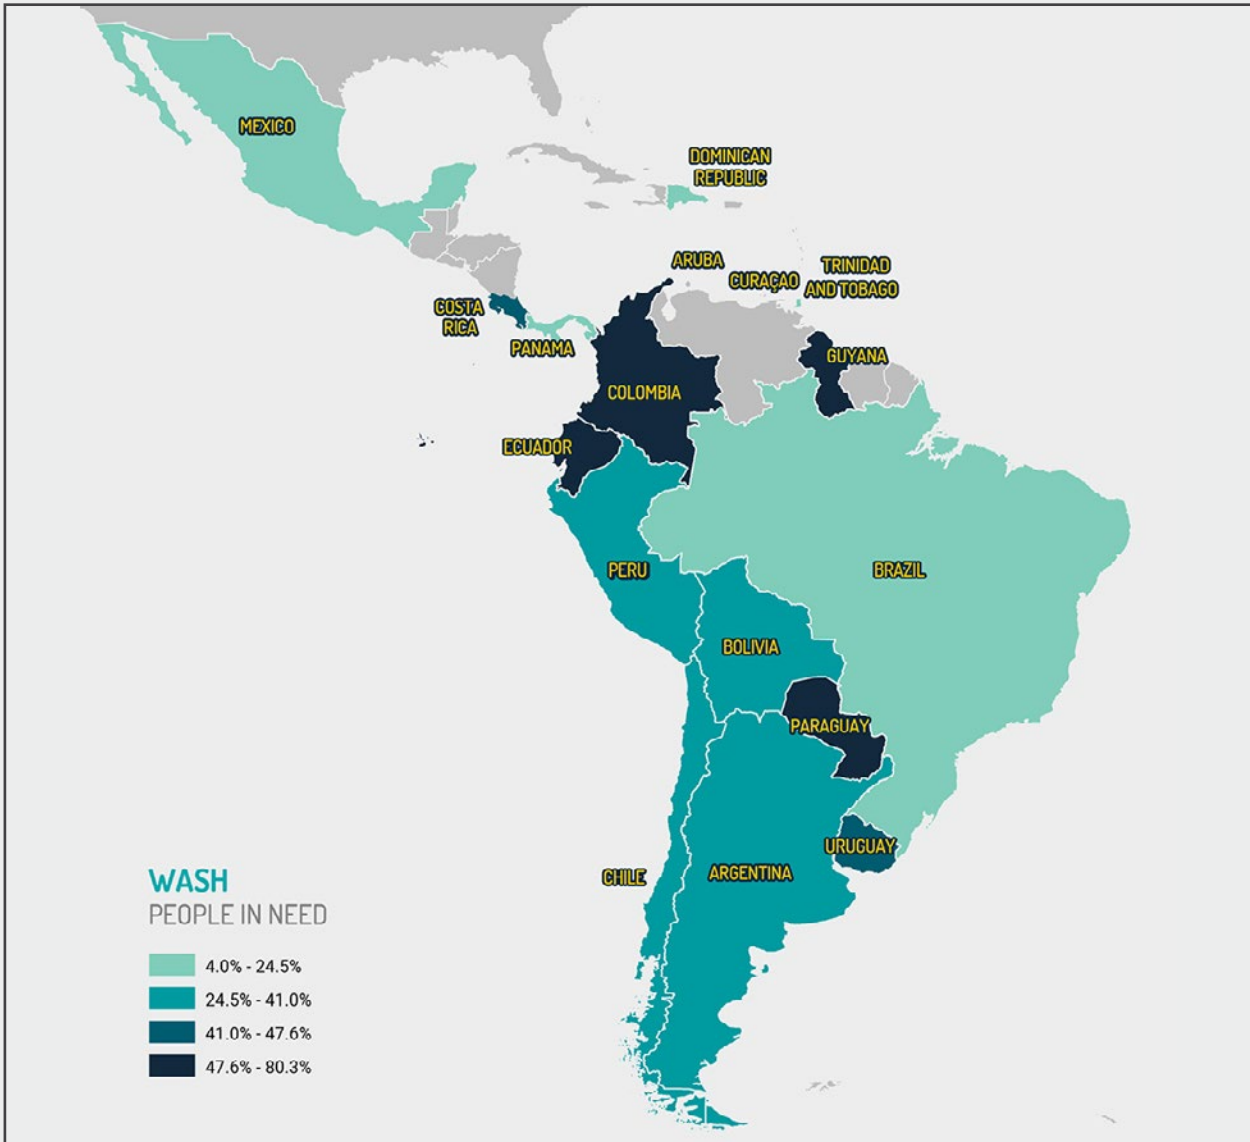 MEXICO
DOMINICAN
REPUBLIC
ARUBA
CURAÇAO
TRINIDAD
AND TOBAGO
COSTA
RICA
PANAMA
GUYANA
COLOMBIA
ECUADOR
PERU
BRAZIL
BOLIVIA
PARAGUAY
URUGUAY
CHILE
ARGENTINA
WASH
PEOPLE IN NEED
4.0% - 24.5%
24.5% - 41.0%
41.0% - 47.6%
47.6% - 80.3%